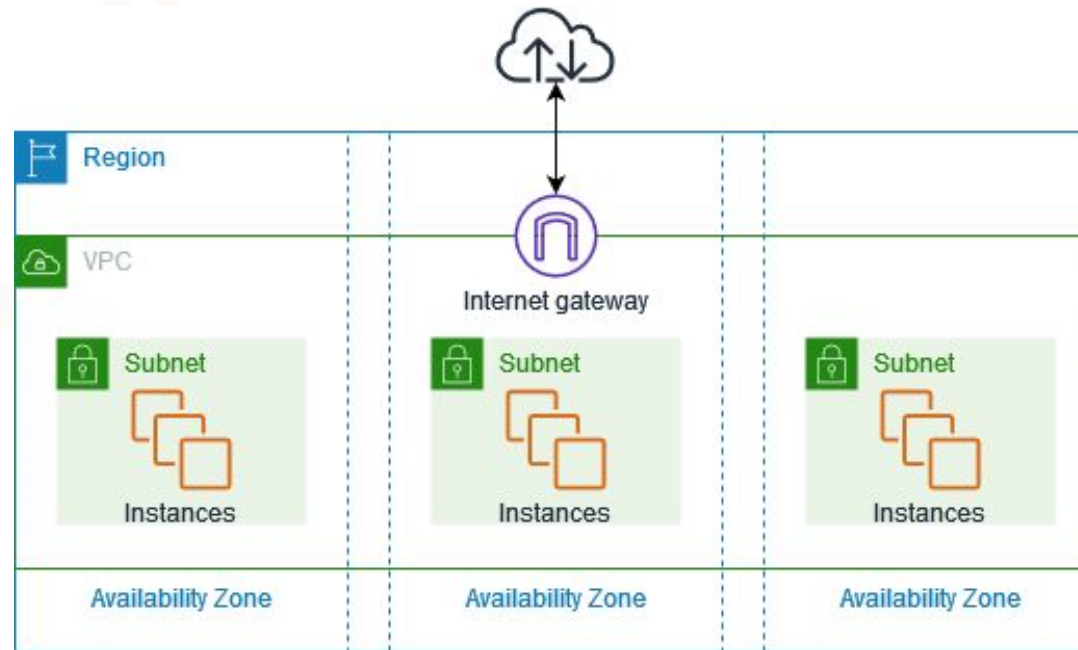 Region
VPC
Internet gateway
Subnet
Subnet
Subnet
Instances
Instances
Instances
Availability Zone
Availability Zone
Availability Zone